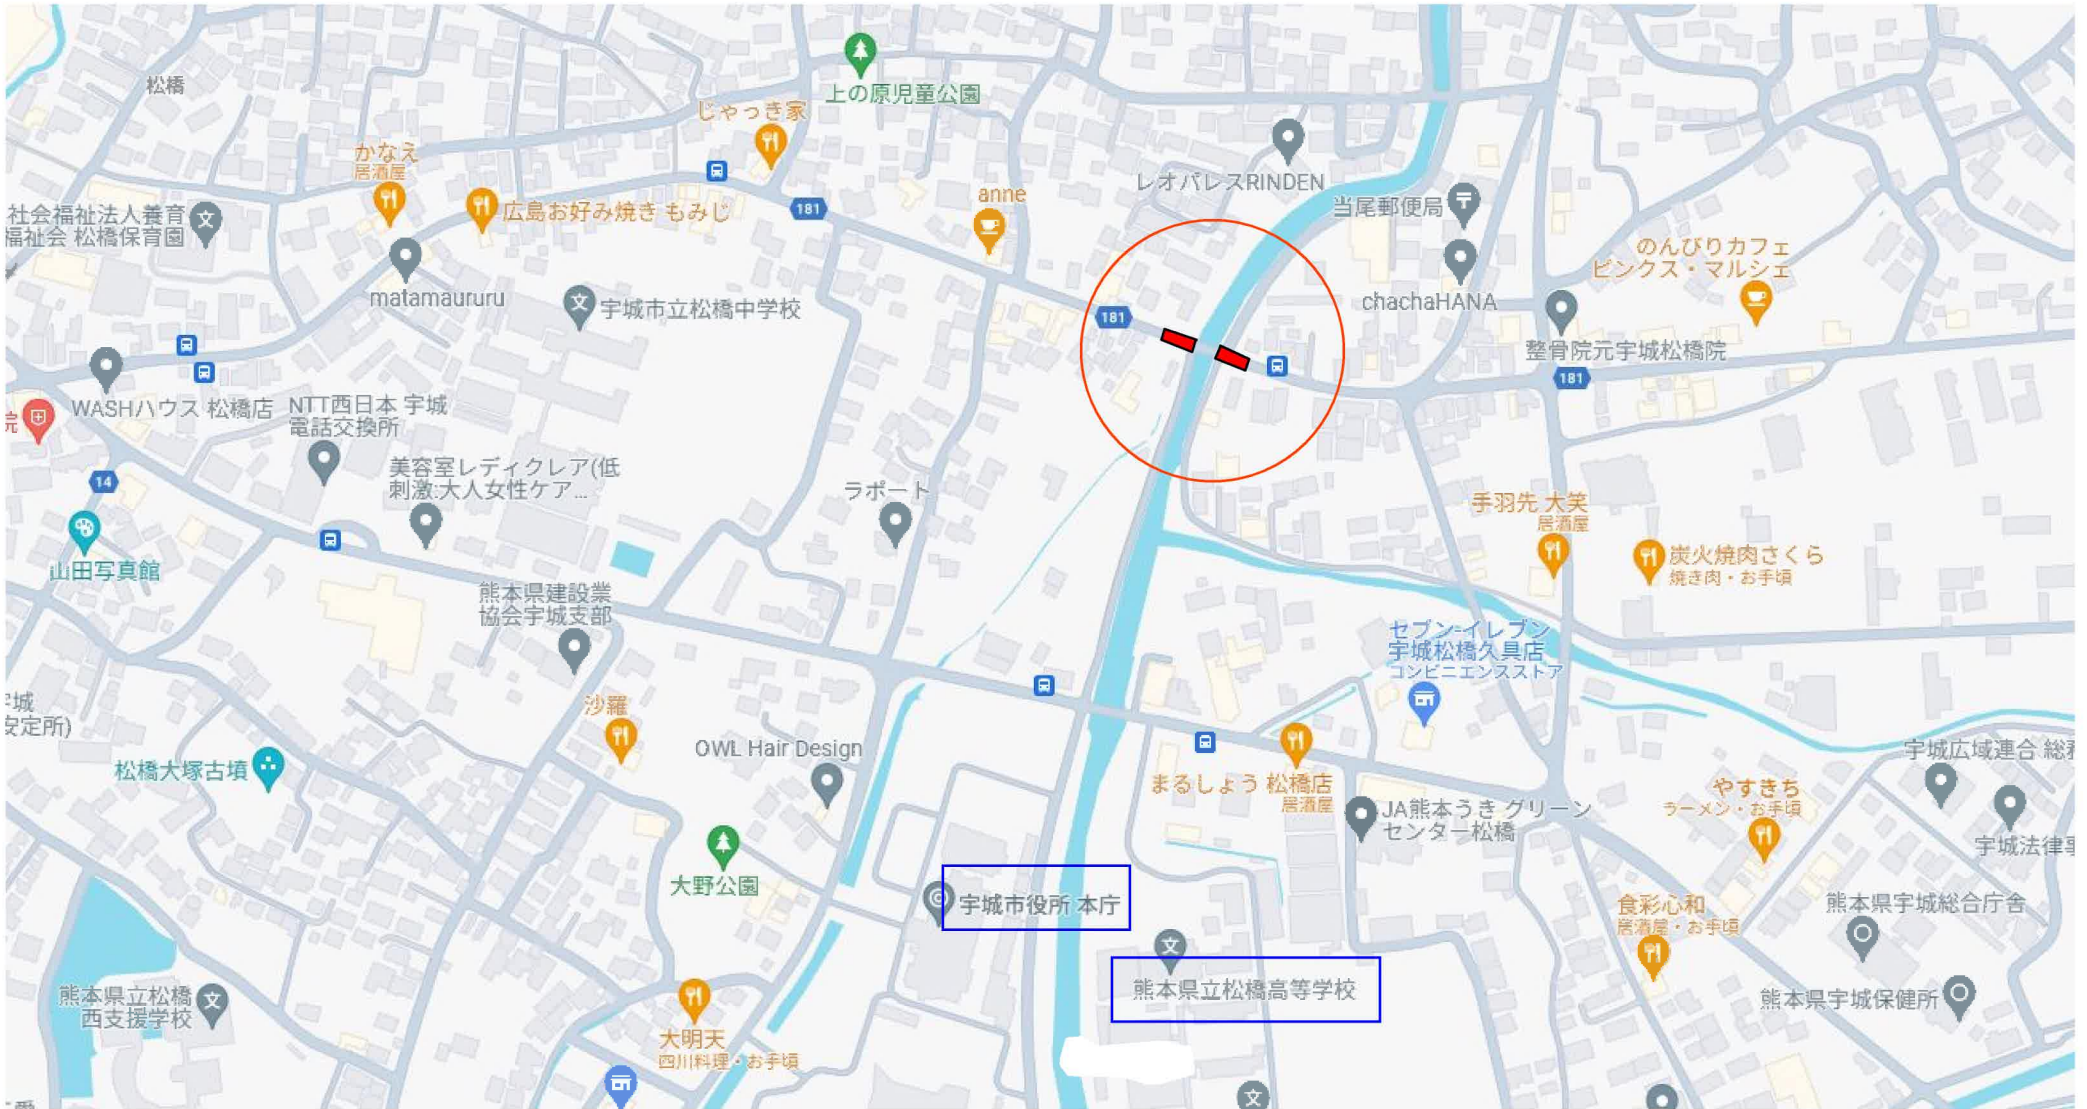 松橋
上の原児童公園
じゃっき家
かなえ
居酒屋
広島お好み焼き もみじ
181
anne
レオパレスRINDEN
当尾郵便局
社会福祉法人養育
福祉会 松橋保育園
matamaururu
宇城市立松橋中学校
181
chachaHANA
のんびりカフェ
ビンクス・マルシェ
整骨院元宇城松橋院
181
WASHハウス 松橋店
院
NTT西日本 宇城
電話交換所
14
美容室レディクレア(低
刺激:大人女性ケア...
ラポート
手羽先 大笑
居酒屋
炭火焼肉さくら
焼き肉・お手頃
山田写真館
熊本県建設業
協会宇城支部
セブン-イレブン
宇城松橋久具店
コンビニエンスストア
宇城
安定所)
沙羅
OWL Hair Design
松橋大塚古墳
まるしょう 松橋店
居酒屋
JA熊本うき グリーン
センター松橋
やすきち
ラーメン・お手頃
宇城広域連合 総務
宇城法律事
大野公園
宇城市役所 本庁
食彩心和
居酒屋・お手頃
熊本県宇城総合庁舎
熊本県立松橋高等学校
熊本県宇城保健所
熊本県立松橋
西支援学校
大明天
四川料理・お手頃